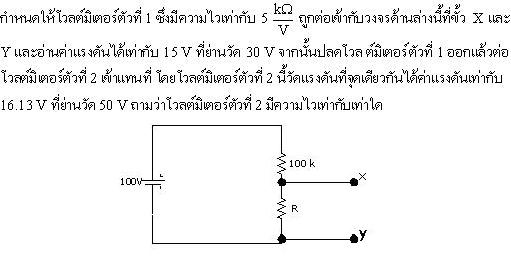 กำหนดให้โวลต์มิเตอร์ตัวที่ 1 ซึ่งมีความไวเท่ากับ 5 kΩ/V ถูกต่อเข้ากับวงจรด้านล่างนี้ที่ขั้ว X และ
Y และอ่านค่าแรงดันได้เท่ากับ 15 V ที่ย่านวัด 30 V จากนั้นปลดโวลต์มิเตอร์ตัวที่ 1 ออกแล้วต่อ
โวลต์มิเตอร์ตัวที่ 2 เข้าแทนที่ โดยโวลต์มิเตอร์ตัวที่ 2 นี้วัดแรงดันที่จุดเดียวกันได้ค่าแรงดันเท่ากับ
16.13 V ที่ย่านวัด 50 V ถามว่าโวลต์มิเตอร์ตัวที่ 2 มีความไวเท่ากับเท่าใด
100 k
x
100V
R
y